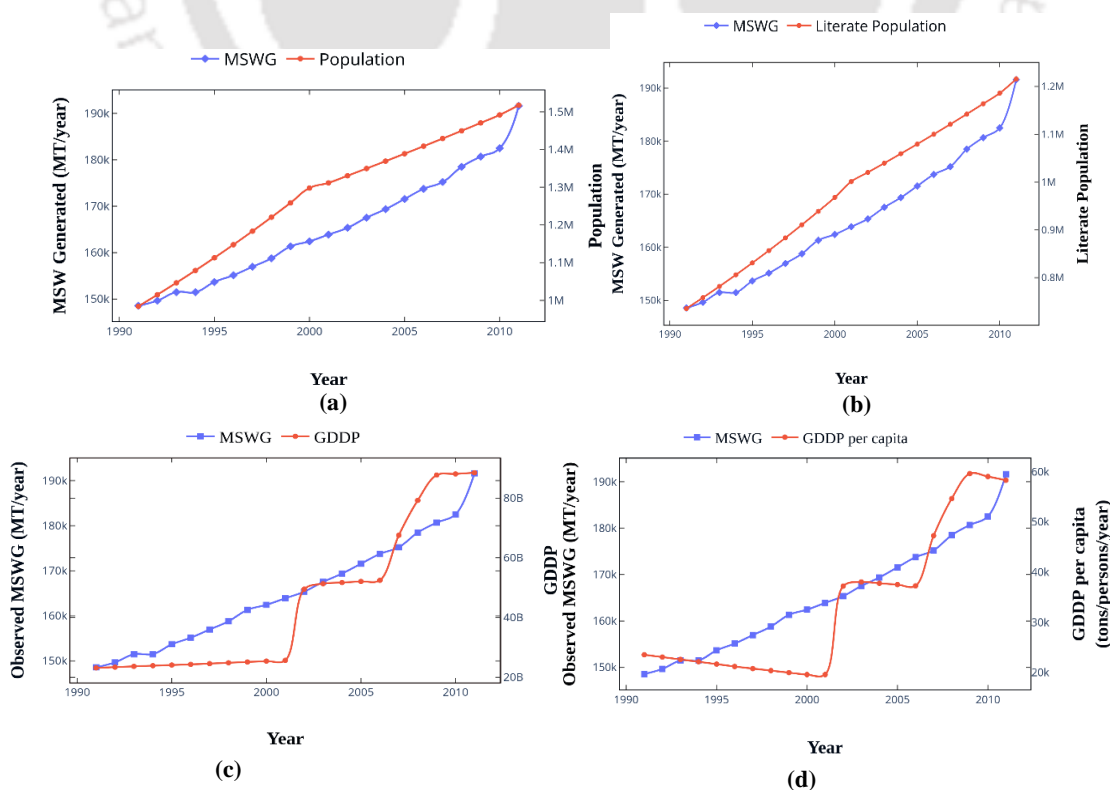 MSWG Population
MSW Generated (MT/year)
190k
180k
170k
160k
150k
1.5M
1.4M
1.3M
1.2M
1.1M
1M
Population
1990 1995 2000 2005 2010
Year
(a)
MSWG Literate Population
MSW Generated (MT/year)
190k
180k
170k
160k
150k
1.2M
1.1M
1M
0.9M
0.8M
Literate Population
1990 1995 2000 2005 2010
Year
(b)
MSWG GDDP
Observed MSWG (MT/year)
190k
180k
170k
160k
150k
80B
60B
40B
20B
GDDP
1990 1995 2000 2005 2010
Year
(c)
MSWG GDDP per capita
Observed MSWG (MT/year)
190k
180k
170k
160k
150k
60k
50k
40k
30k
20k
GDDP per capita
(tons/persons/year)
1990 1995 2000 2005 2010
Year
(d)